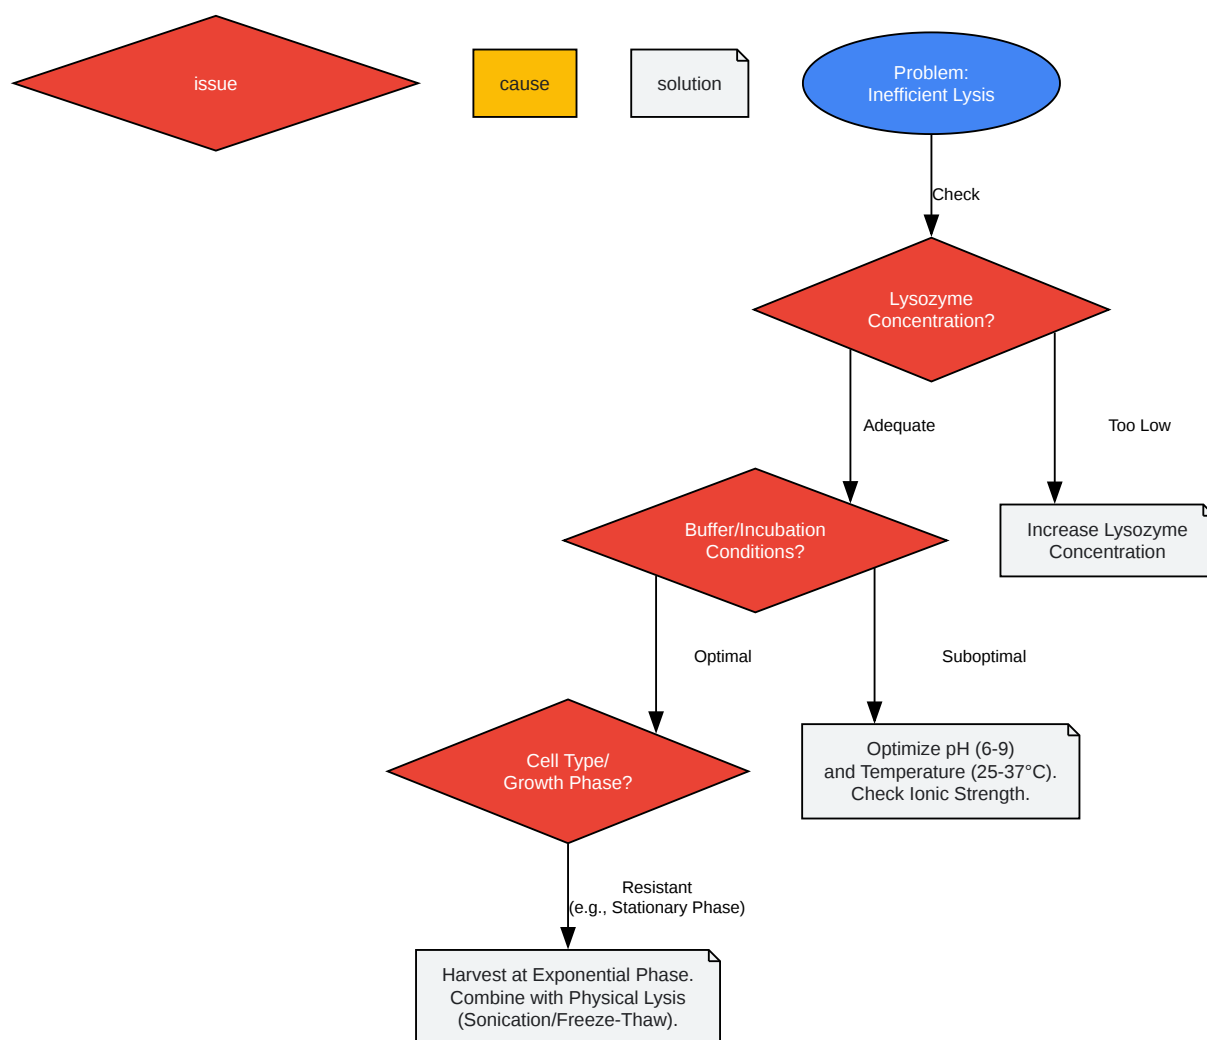 issue
cause
solution
Problem:
Inefficient Lysis
Check
Lysozyme
Concentration?
Adequate
Too Low
Buffer/Incubation
Conditions?
Increase Lysozyme
Concentration
Optimal
Suboptimal
Cell Type/
Growth Phase?
Optimize pH (6-9)
and Temperature (25-37°C).
Check Ionic Strength.
Resistant
(e.g., Stationary Phase)
Harvest at Exponential Phase.
Combine with Physical Lysis
(Sonication/Freeze-Thaw).